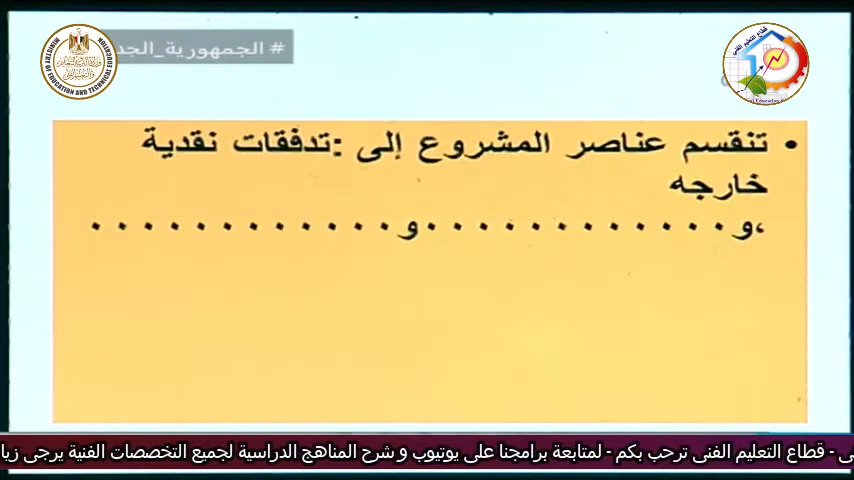 # الجمهورية_الجد
• تنقسم عناصر المشروع إلى :تدفقات نقدية
خارجه
،و.............و.............
قطاع التعليم الفنى ترحب بكم - لمتابعة برامجنا على يوتيوب و شرح المناهج الدراسية لجميع التخصصات الفنية يرجى زيا